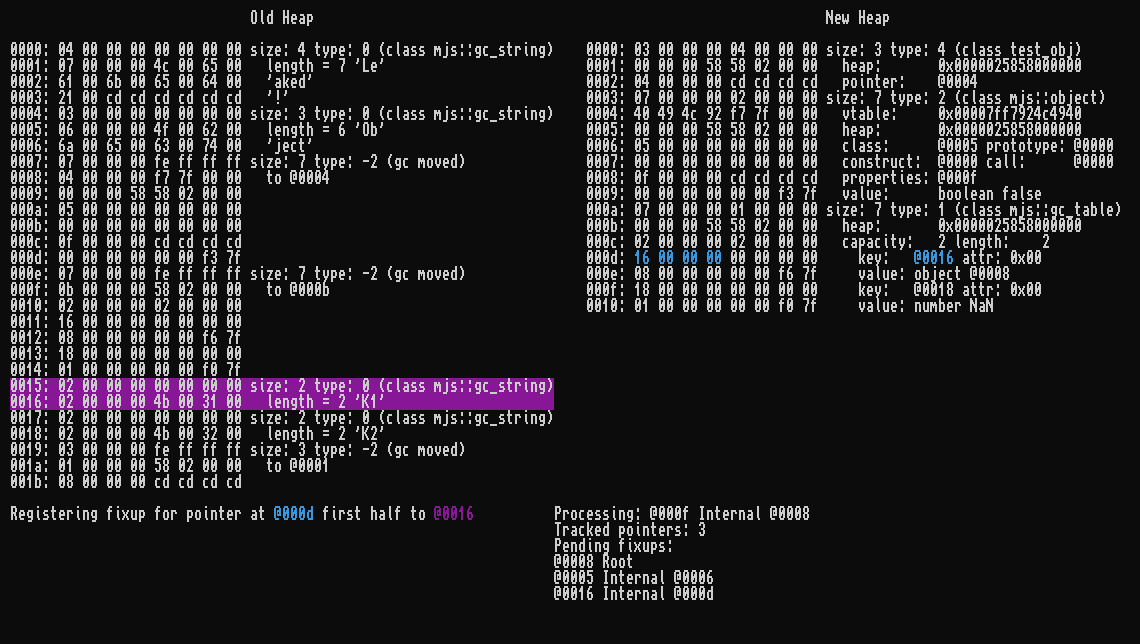 Old Heap
0000: 04 00 00 00 00 00 00 00 size: 4 type: 0 (class mjs::gc_string)
0001: 07 00 00 00 4c 00 65 00   length = 7 'Le'
0002: 61 00 6b 00 65 00 64 00   'aked'
0003: 21 00 cd cd cd cd cd cd   '!'
0004: 03 00 00 00 00 00 00 00 size: 3 type: 0 (class mjs::gc_string)
0005: 06 00 00 00 4f 00 62 00   length = 6 'Ob'
0006: 6a 00 65 00 63 00 74 00   'ject'
0007: 07 00 00 00 fe ff ff ff size: 7 type: -2 (gc moved)
0008: 04 00 00 00 f7 7f 00 00   to @0004
0009: 00 00 00 58 58 02 00 00
000a: 05 00 00 00 00 00 00 00
000b: 00 00 00 00 00 00 00 00
000c: 0f 00 00 00 cd cd cd cd
000d: 00 00 00 00 00 00 f3 7f
000e: 07 00 00 00 fe ff ff ff size: 7 type: -2 (gc moved)
000f: 0b 00 00 00 58 02 00 00   to @000b
0010: 02 00 00 00 02 00 00 00
0011: 16 00 00 00 00 00 00 00
0012: 08 00 00 00 00 00 f6 7f
0013: 18 00 00 00 00 00 00 00
0014: 01 00 00 00 00 00 f0 7f
0015: 02 00 00 00 00 00 00 00 size: 2 type: 0 (class mjs::gc_string)
0016: 02 00 00 00 4b 00 31 00   length = 2 'K1'
0017: 02 00 00 00 00 00 00 00 size: 2 type: 0 (class mjs::gc_string)
0018: 02 00 00 00 4b 00 32 00   length = 2 'K2'
0019: 03 00 00 00 fe ff ff ff size: 3 type: -2 (gc moved)
001a: 01 00 00 00 58 02 00 00   to @0001
001b: 08 00 00 00 cd cd cd cd
New Heap
0000: 03 00 00 00 04 00 00 00 size: 3 type: 4 (class test_obj)
0001: 00 00 00 58 58 02 00 00   heap:       0x0000025858000000
0002: 04 00 00 00 cd cd cd cd   pointer:    @0004
0003: 07 00 00 00 02 00 00 00 size: 7 type: 2 (class mjs::object)
0004: 40 49 4c 92 f7 7f 00 00   vtable:     0x00007ff7924c4940
0005: 00 00 00 58 58 02 00 00   heap:       0x0000025858000000
0006: 05 00 00 00 00 00 00 00   class:      @0005 prototype: @0000
0007: 00 00 00 00 00 00 00 00   construct:  @0000 call:      @0000
0008: 0f 00 00 00 cd cd cd cd   properties: @000f
0009: 00 00 00 00 00 00 f3 7f   value:      boolean false
000a: 07 00 00 00 01 00 00 00 size: 7 type: 1 (class mjs::gc_table)
000b: 00 00 00 58 58 02 00 00   heap:       0x0000025858000000
000c: 02 00 00 00 02 00 00 00   capacity:   2 length:    2
000d: 16 00 00 00 00 00 00 00     key:   @0016 attr: 0x00
000e: 08 00 00 00 00 00 f6 7f     value: object @0008
000f: 18 00 00 00 00 00 00 00     key:   @0018 attr: 0x00
0010: 01 00 00 00 00 00 f0 7f     value: number NaN
Registering fixup for pointer at @000d first half to @0016
Processing: @000f Internal @0008
Tracked pointers: 3
Pending fixups:
@0008 Root
@0005 Internal @0006
@0016 Internal @000d